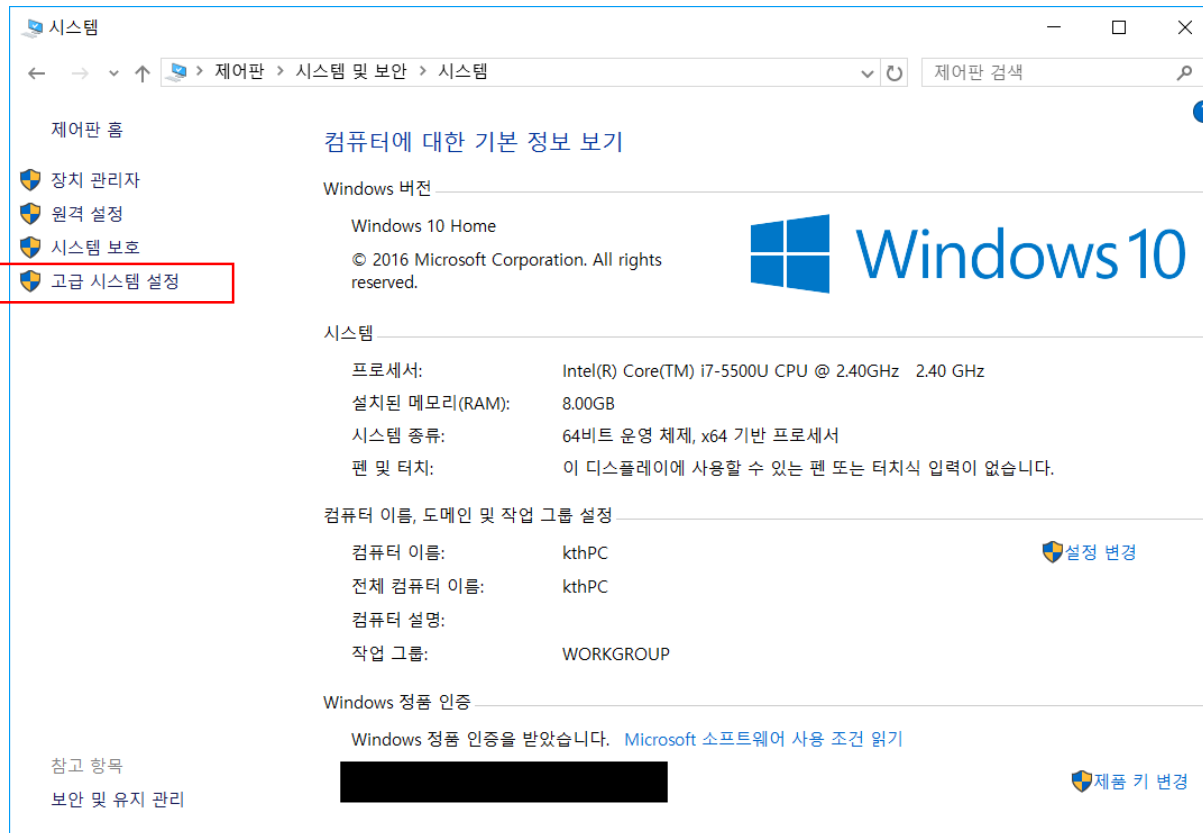 시스템
제어판 > 시스템 및 보안 > 시스템
제어판 검색
제어판 홈
장치 관리자
원격 설정
시스템 보호
고급 시스템 설정
컴퓨터에 대한 기본 정보 보기
Windows 버전
Windows 10 Home
© 2016 Microsoft Corporation. All rights
reserved.
Windows 10
시스템
프로세서: Intel(R) Core(TM) i7-5500U CPU @ 2.40GHz 2.40 GHz
설치된 메모리(RAM): 8.00GB
시스템 종류: 64비트 운영 체제, x64 기반 프로세서
펜 및 터치: 이 디스플레이에 사용할 수 있는 펜 또는 터치식 입력이 없습니다.
컴퓨터 이름, 도메인 및 작업 그룹 설정
컴퓨터 이름: kthPC 설정 변경
전체 컴퓨터 이름: kthPC
컴퓨터 설명:
작업 그룹: WORKGROUP
Windows 정품 인증
Windows 정품 인증을 받았습니다. Microsoft 소프트웨어 사용 조건 읽기
제품 키 변경
참고 항목
보안 및 유지 관리